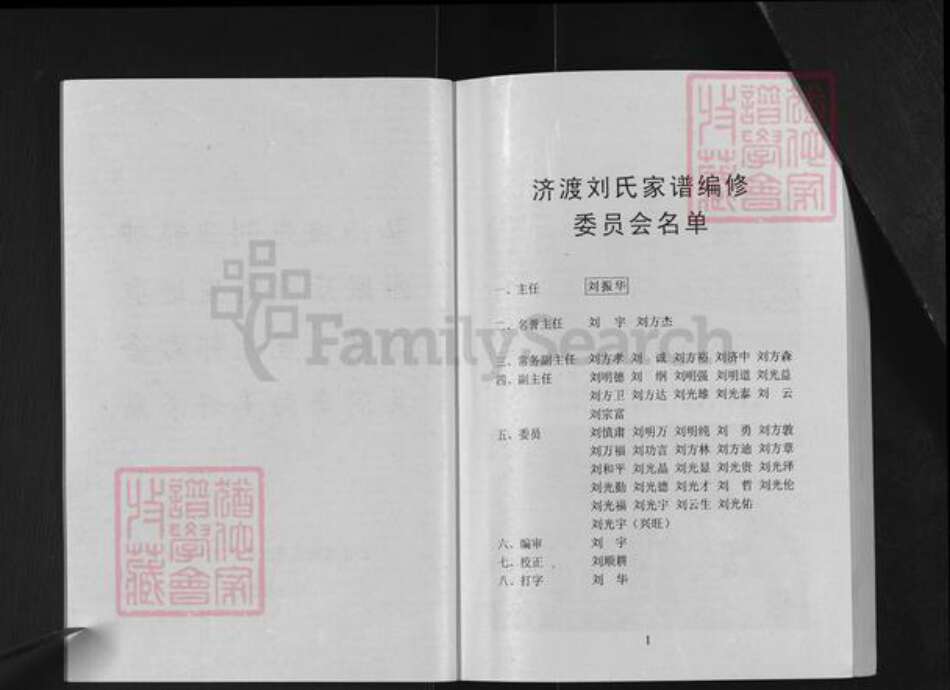 济渡刘氏家谱编修
委员会名单
一、主任 刘振华
二、名誉主任 刘 宇 刘方杰
三、常务副主任 刘方孝 刘 诚 刘方裕 刘济中 刘方森
四、副主任 刘明德 刘 纲 刘明强 刘明道 刘光益
刘方卫 刘方达 刘光雄 刘光泰 刘 云
刘宗富
五、委员 刘慎肃 刘明万 刘明纯 刘 勇 刘方敦
刘万福 刘功言 刘方林 刘方迪 刘方章
刘和平 刘光晶 刘光显 刘光贵 刘光泽
刘光勤 刘光德 刘光才 刘 哲 刘光伦
刘光福 刘光宇 刘云生 刘光佑
刘光宇（兴旺）
六、编审 刘 宇
七、校正 刘顺耕
八、打字 刘 华
1
FamilySearch